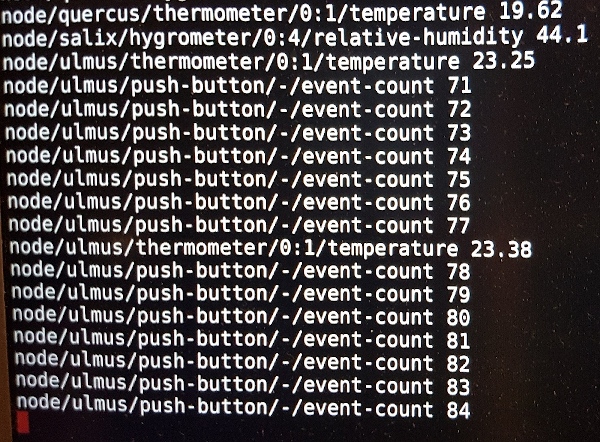 node/quercus/thermometer/0:1/temperature 19.62
node/salix/hygrometer/0:4/relative-humidity 44.1
node/ulmus/thermometer/0:1/temperature 23.25
node/ulmus/push-button/-/event-count 71
node/ulmus/push-button/-/event-count 72
node/ulmus/push-button/-/event-count 73
node/ulmus/push-button/-/event-count 74
node/ulmus/push-button/-/event-count 75
node/ulmus/push-button/-/event-count 76
node/ulmus/push-button/-/event-count 77
node/ulmus/thermometer/0:1/temperature 23.38
node/ulmus/push-button/-/event-count 78
node/ulmus/push-button/-/event-count 79
node/ulmus/push-button/-/event-count 80
node/ulmus/push-button/-/event-count 81
node/ulmus/push-button/-/event-count 82
node/ulmus/push-button/-/event-count 83
node/ulmus/push-button/-/event-count 84